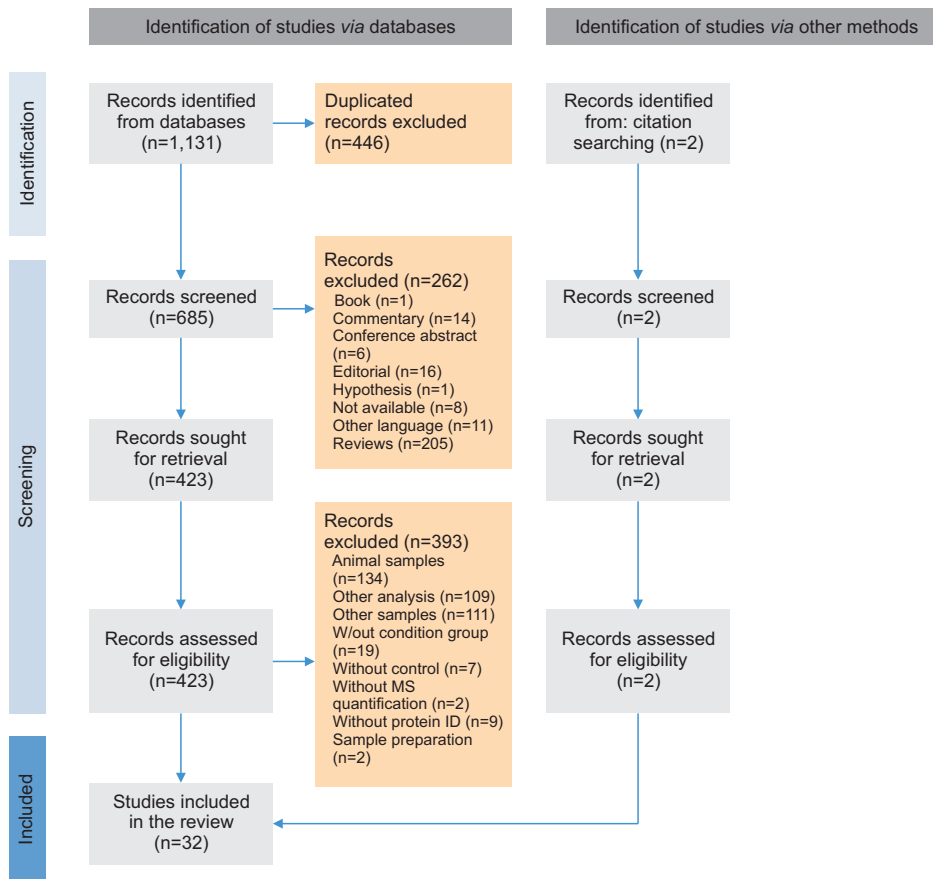 Identification of studies via databases
Identification of studies via other methods
Identification
Records identified
from databases
(n=1,131)
Duplicated
records excluded
(n=446)
Records identified
from: citation
searching (n=2)
Screening
Records screened
(n=685)
Records
excluded (n=262)
Book (n=1)
Commentary (n=14)
Conference abstract
(n=6)
Editorial (n=16)
Hypothesis (n=1)
Not available (n=8)
Other language (n=11)
Reviews (n=205)
Records screened
(n=2)
Records sought
for retrieval
(n=423)
Records sought
for retrieval
(n=2)
Records assessed
for eligibility
(n=423)
Records
excluded (n=393)
Animal samples
(n=134)
Other analysis (n=109)
Other samples (n=111)
W/out condition group
(n=19)
Without control (n=7)
Without MS
quantification (n=2)
Without protein ID (n=9)
Sample preparation
(n=2)
Records assessed
for eligibility
(n=2)
Included
Studies included
in the review
(n=32)